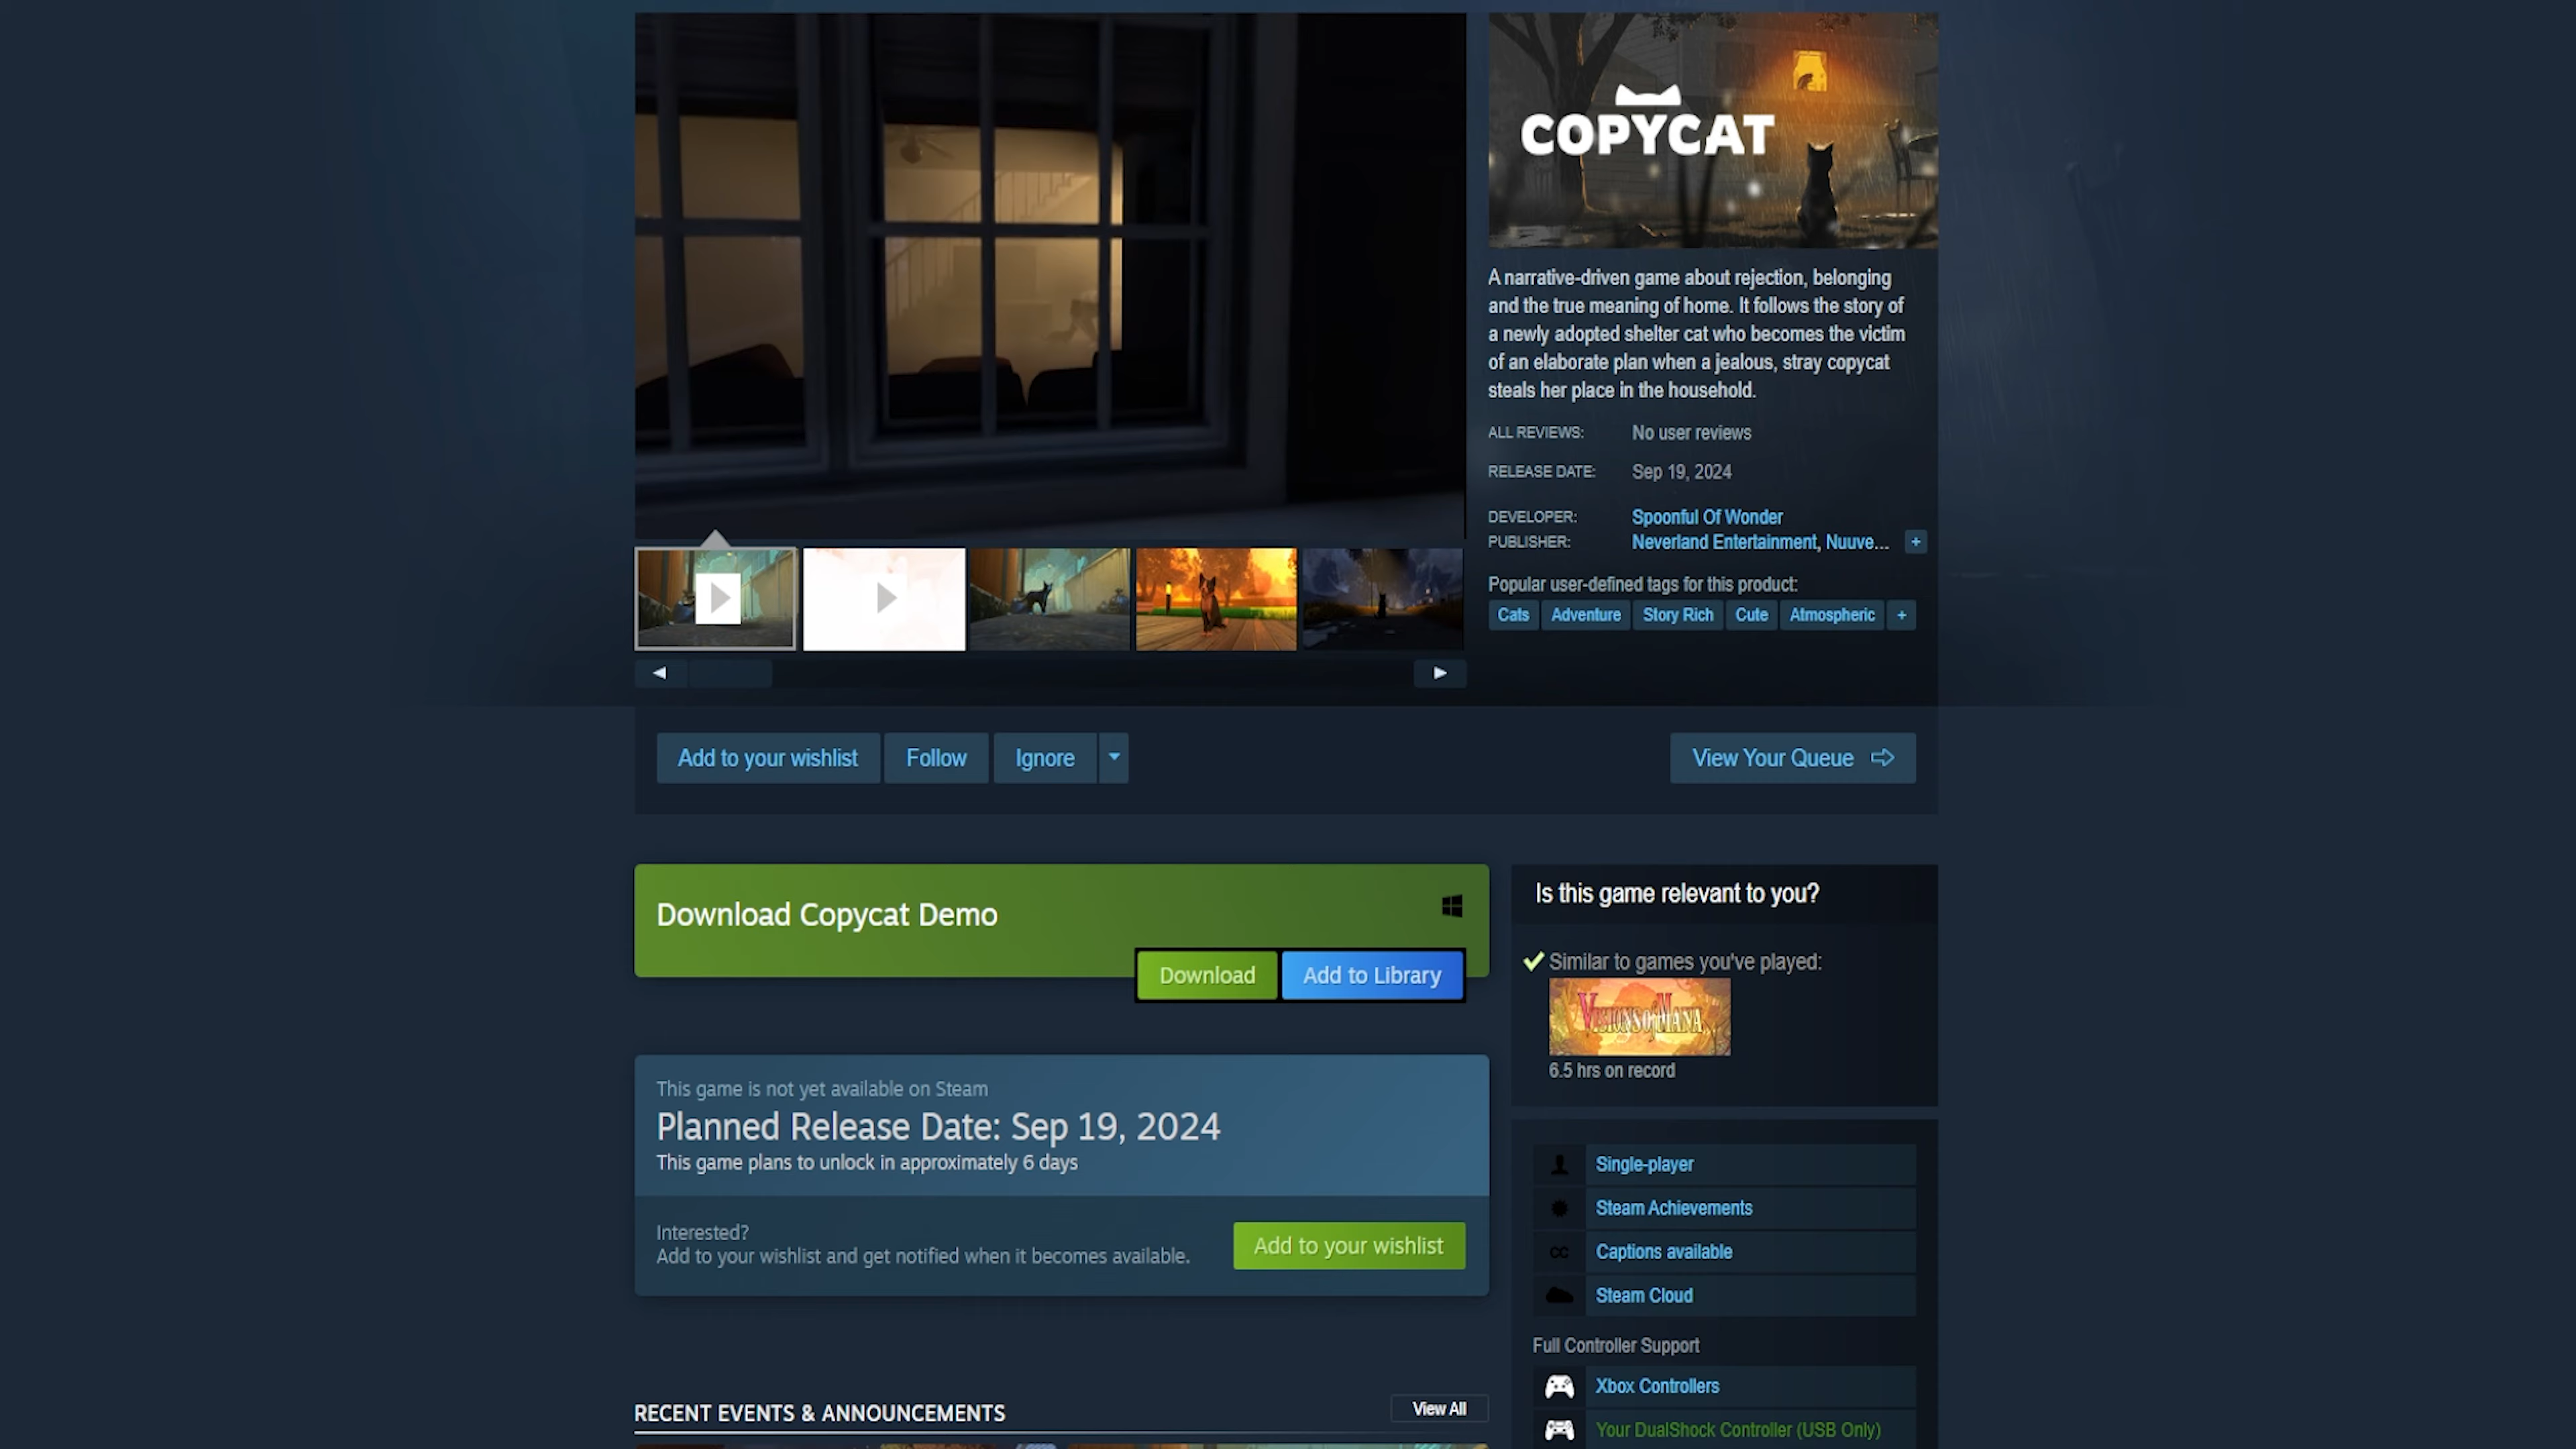 COPYCAT
A narrative-driven game about rejection, belonging
and the true meaning of home. It follows the story of
a newly adopted shelter cat who becomes the victim
of an elaborate plan when a jealous, stray copycat
steals her place in the household.
ALL REVIEWS: No user reviews
RELEASE DATE: Sep 19, 2024
DEVELOPER: Spoonful Of Wonder
PUBLISHER: Neverland Entertainment, Nuuve... +
Popular user-defined tags for this product:
Cats Adventure Story Rich Cute Atmospheric +
Add to your wishlist Follow Ignore View Your Queue
Download Copycat Demo
Download Add to Library
This game is not yet available on Steam
Planned Release Date: Sep 19, 2024
This game plans to unlock in approximately 6 days
Interested?
Add to your wishlist and get notified when it becomes available.
Add to your wishlist
RECENT EVENTS & ANNOUNCEMENTS View All
Is this game relevant to you?
Similar to games you've played:
VISIONS of MANA
6.5 hrs on record
Single-player
Steam Achievements
CC Captions available
Steam Cloud
Full Controller Support
Xbox Controllers
Your DualShock Controller (USB Only)